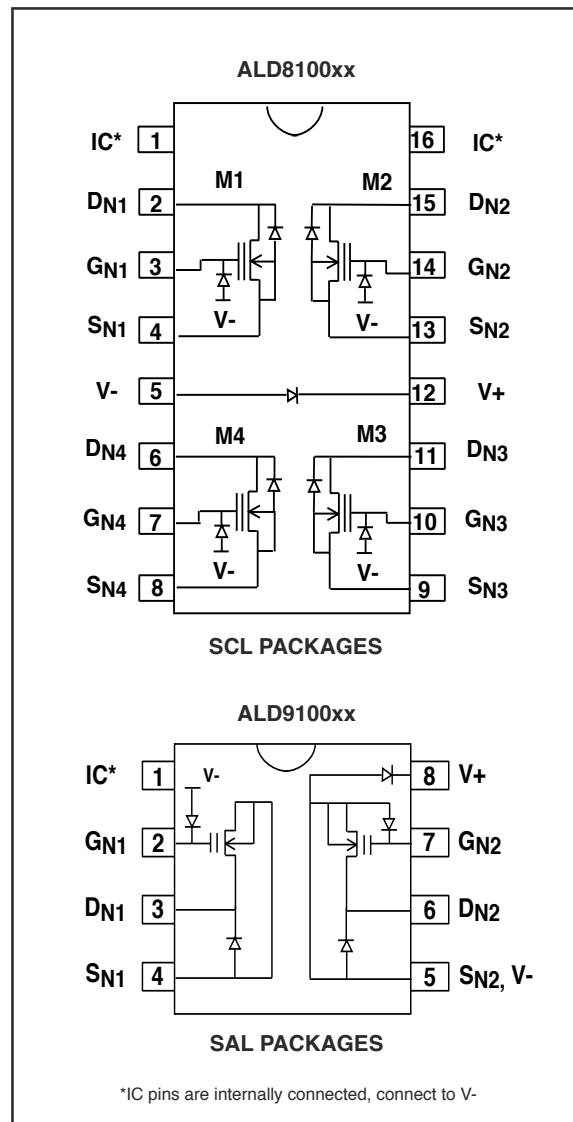 ALD8100xx
IC* 1 16 IC*
DN1 2 M1 M2 15 DN2
GN1 3 14 GN2
V- V-
SN1 4 13 SN2
V- 5 12 V+
DN4 6 M4 M3 11 DN3
GN4 7 10 GN3
V- V-
SN4 8 9 SN3
SCL PACKAGES
ALD9100xx
IC* 1 V- 8 V+
GN1 2 7 GN2
DN1 3 6 DN2
SN1 4 5 SN2, V-
SAL PACKAGES
*IC pins are internally connected, connect to V-